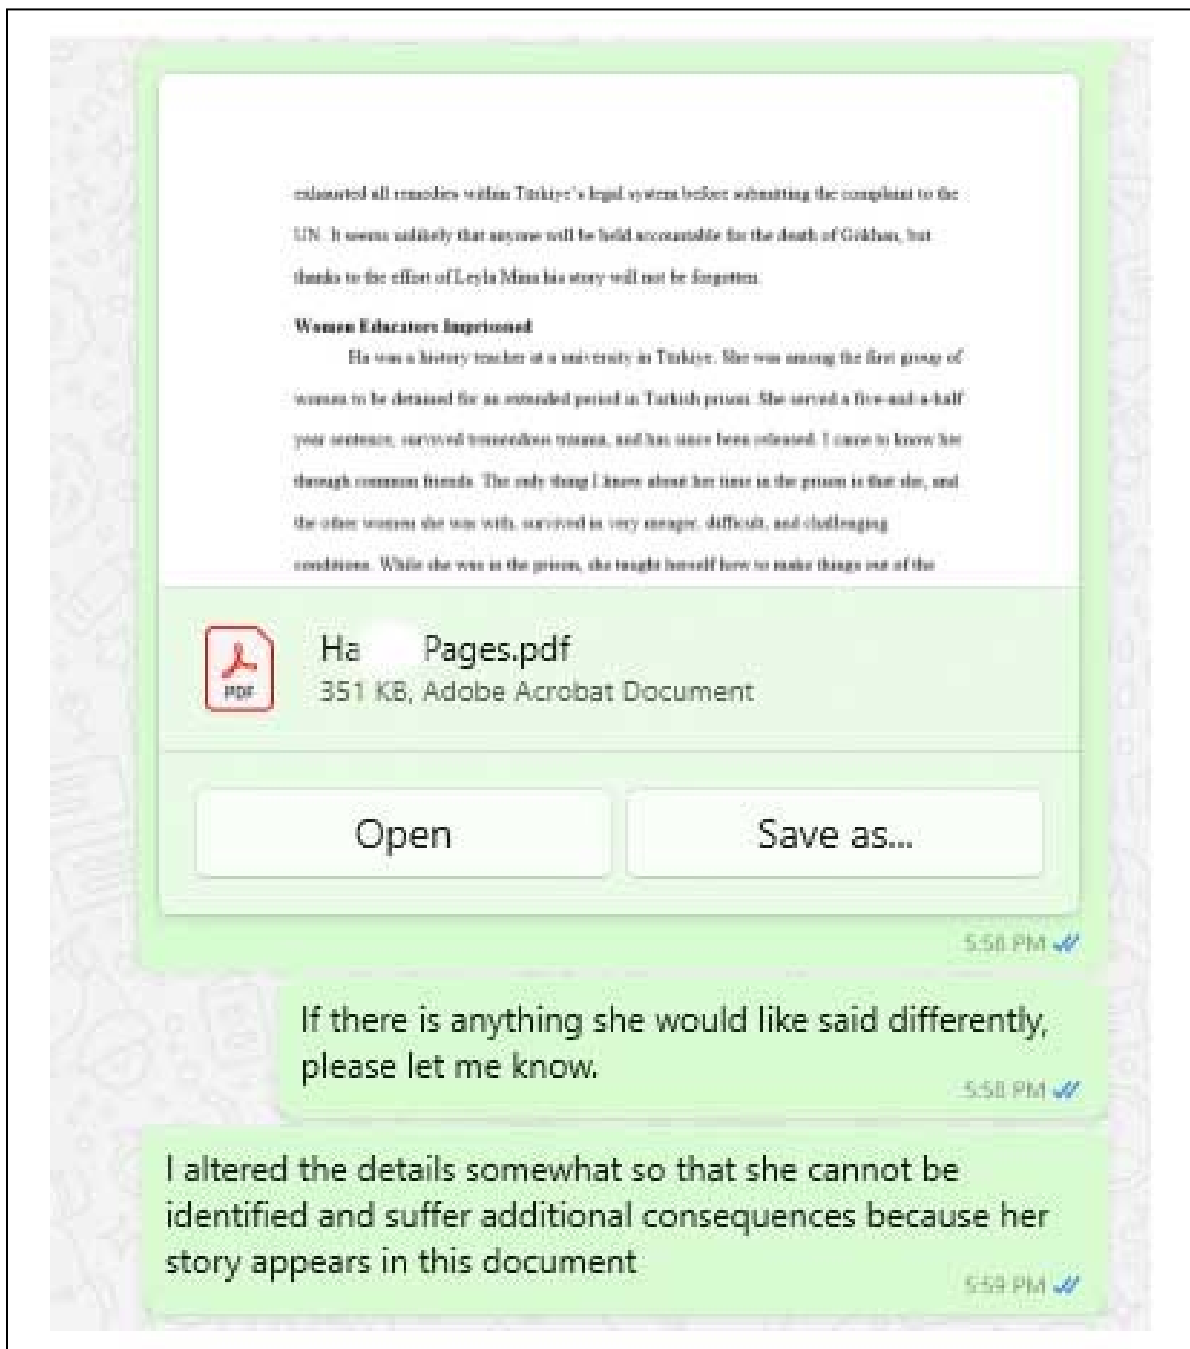 exhausted all remedies within Türkiye's legal system before submitting the complaint to the
UN. It seems unlikely that anyone will be held accountable for the death of Gökhan, but
thanks to the effort of Leyla Mina his story will not be forgotten.
Women Educators Imprisoned
Ha was a history teacher at a university in Türkiye. She was among the first group of
women to be detained for an extended period in Turkish prison. She served a five-and-a-half
year sentence, survived tremendous trauma, and has since been released. I came to know her
through common friends. The only thing I know about her time in the prison is that she, and
the other women she was with, survived in very meager, difficult, and challenging
conditions. While she was in the prison, she taught herself how to make things out of the
Ha Pages.pdf
PDF
351 KB, Adobe Acrobat Document
Open
Save as...
PM
If there is anything she would like said differently,
please let me know.
5:58 PM
I altered the details somewhat so that she cannot be
identified and suffer additional consequences because her
story appears in this document
5:59 PM